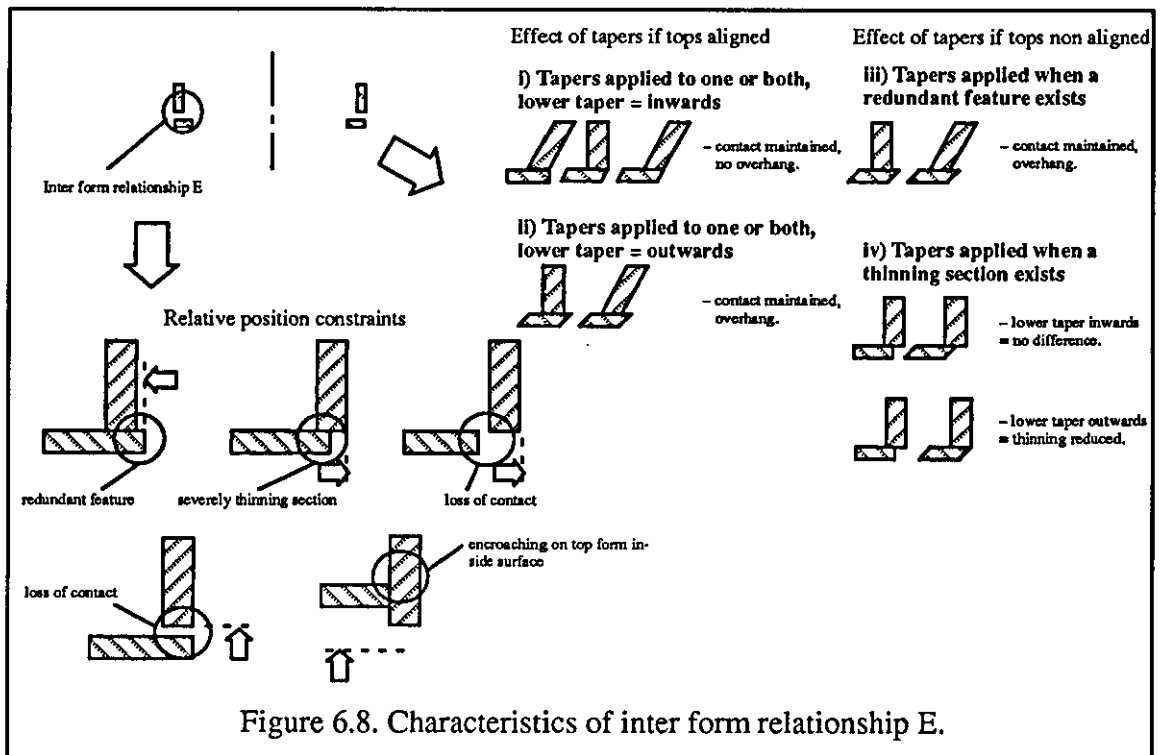 Inter form relationship E
Relative position constraints
redundant feature
severely thinning section
loss of contact
loss of contact
encroaching on top form in-
side surface
Effect of tapers if tops aligned
i) Tapers applied to one or both,
lower taper = inwards
– contact maintained,
no overhang.
ii) Tapers applied to one or both,
lower taper = outwards
– contact maintained,
overhang.
Effect of tapers if tops non aligned
iii) Tapers applied when a
redundant feature exists
– contact maintained,
overhang.
iv) Tapers applied when a
thinning section exists
– lower taper inwards
= no difference.
– lower taper outwards
= thinning reduced.
Figure 6.8. Characteristics of inter form relationship E.